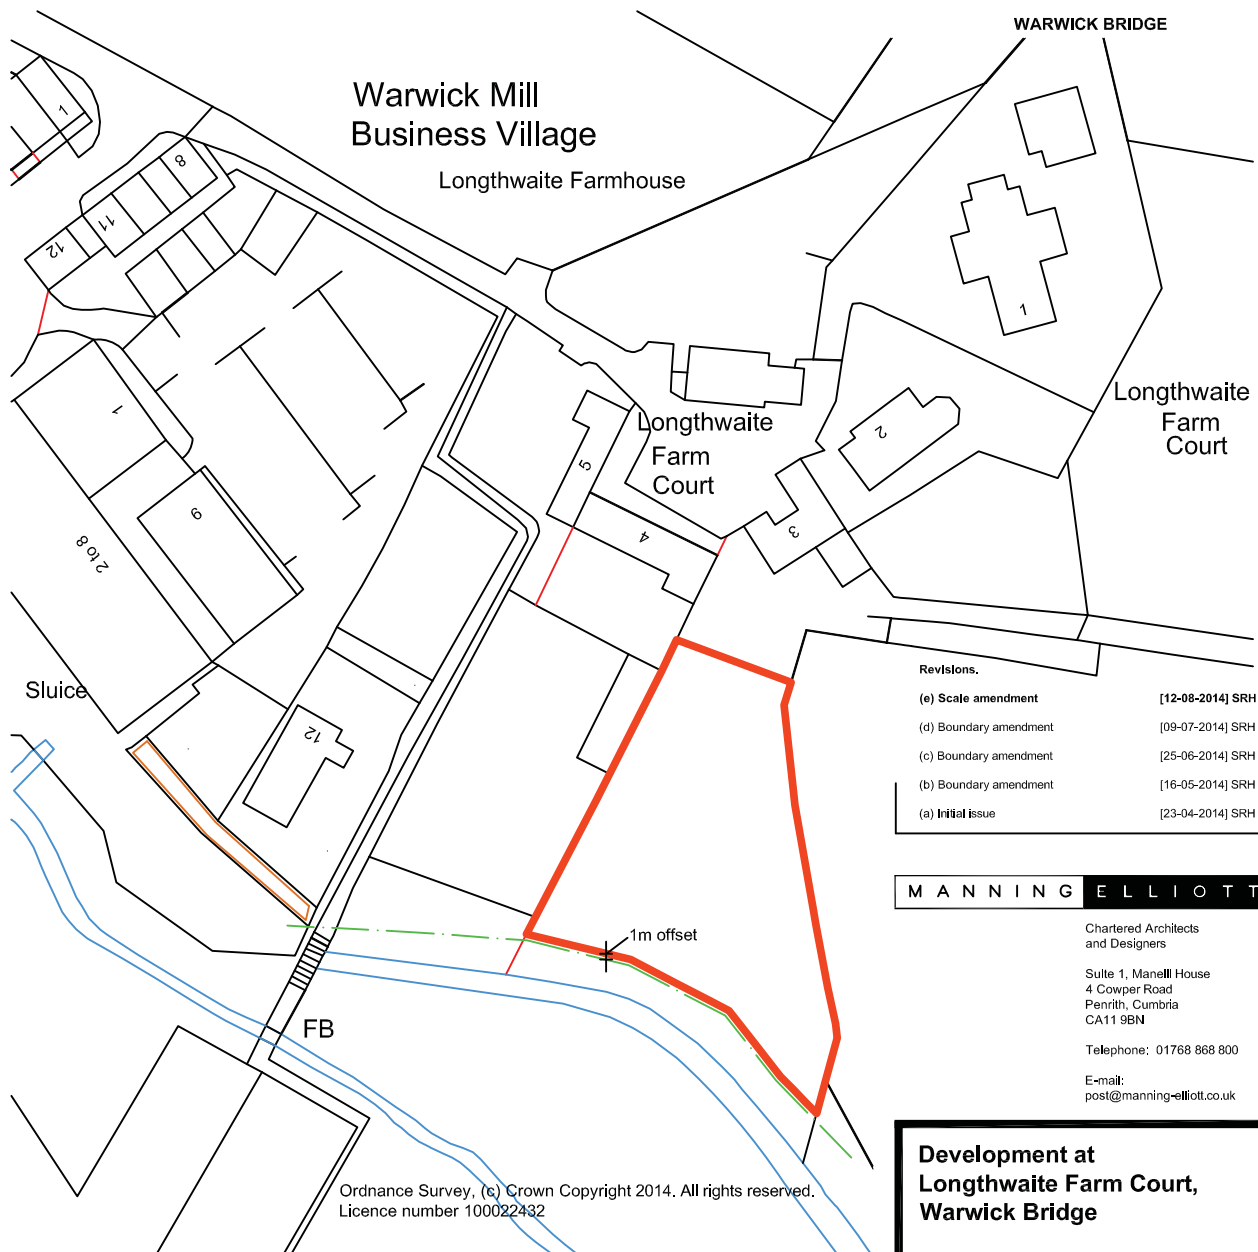 WARWICK BRIDGE
Warwick Mill
Business Village
Longthwaite Farmhouse
1
8
11
12
1
9
2 to 8
Sluice
12
5
4
Longthwaite
Farm
Court
3
2
1
Longthwaite
Farm
Court
1m offset
FB
Revisions.
(e) Scale amendment [12-08-2014] SRH
(d) Boundary amendment [09-07-2014] SRH
(c) Boundary amendment [25-06-2014] SRH
(b) Boundary amendment [16-05-2014] SRH
(a) Initial issue [23-04-2014] SRH
MANNING ELLIOTT
Chartered Architects
and Designers
Suite 1, Manelli House
4 Cowper Road
Penrith, Cumbria
CA11 9BN
Telephone: 01768 868 800
E-mail:
post@manning-elliott.co.uk
Development at
Longthwaite Farm Court,
Warwick Bridge
Ordnance Survey, (c) Crown Copyright 2014. All rights reserved.
Licence number 100022432